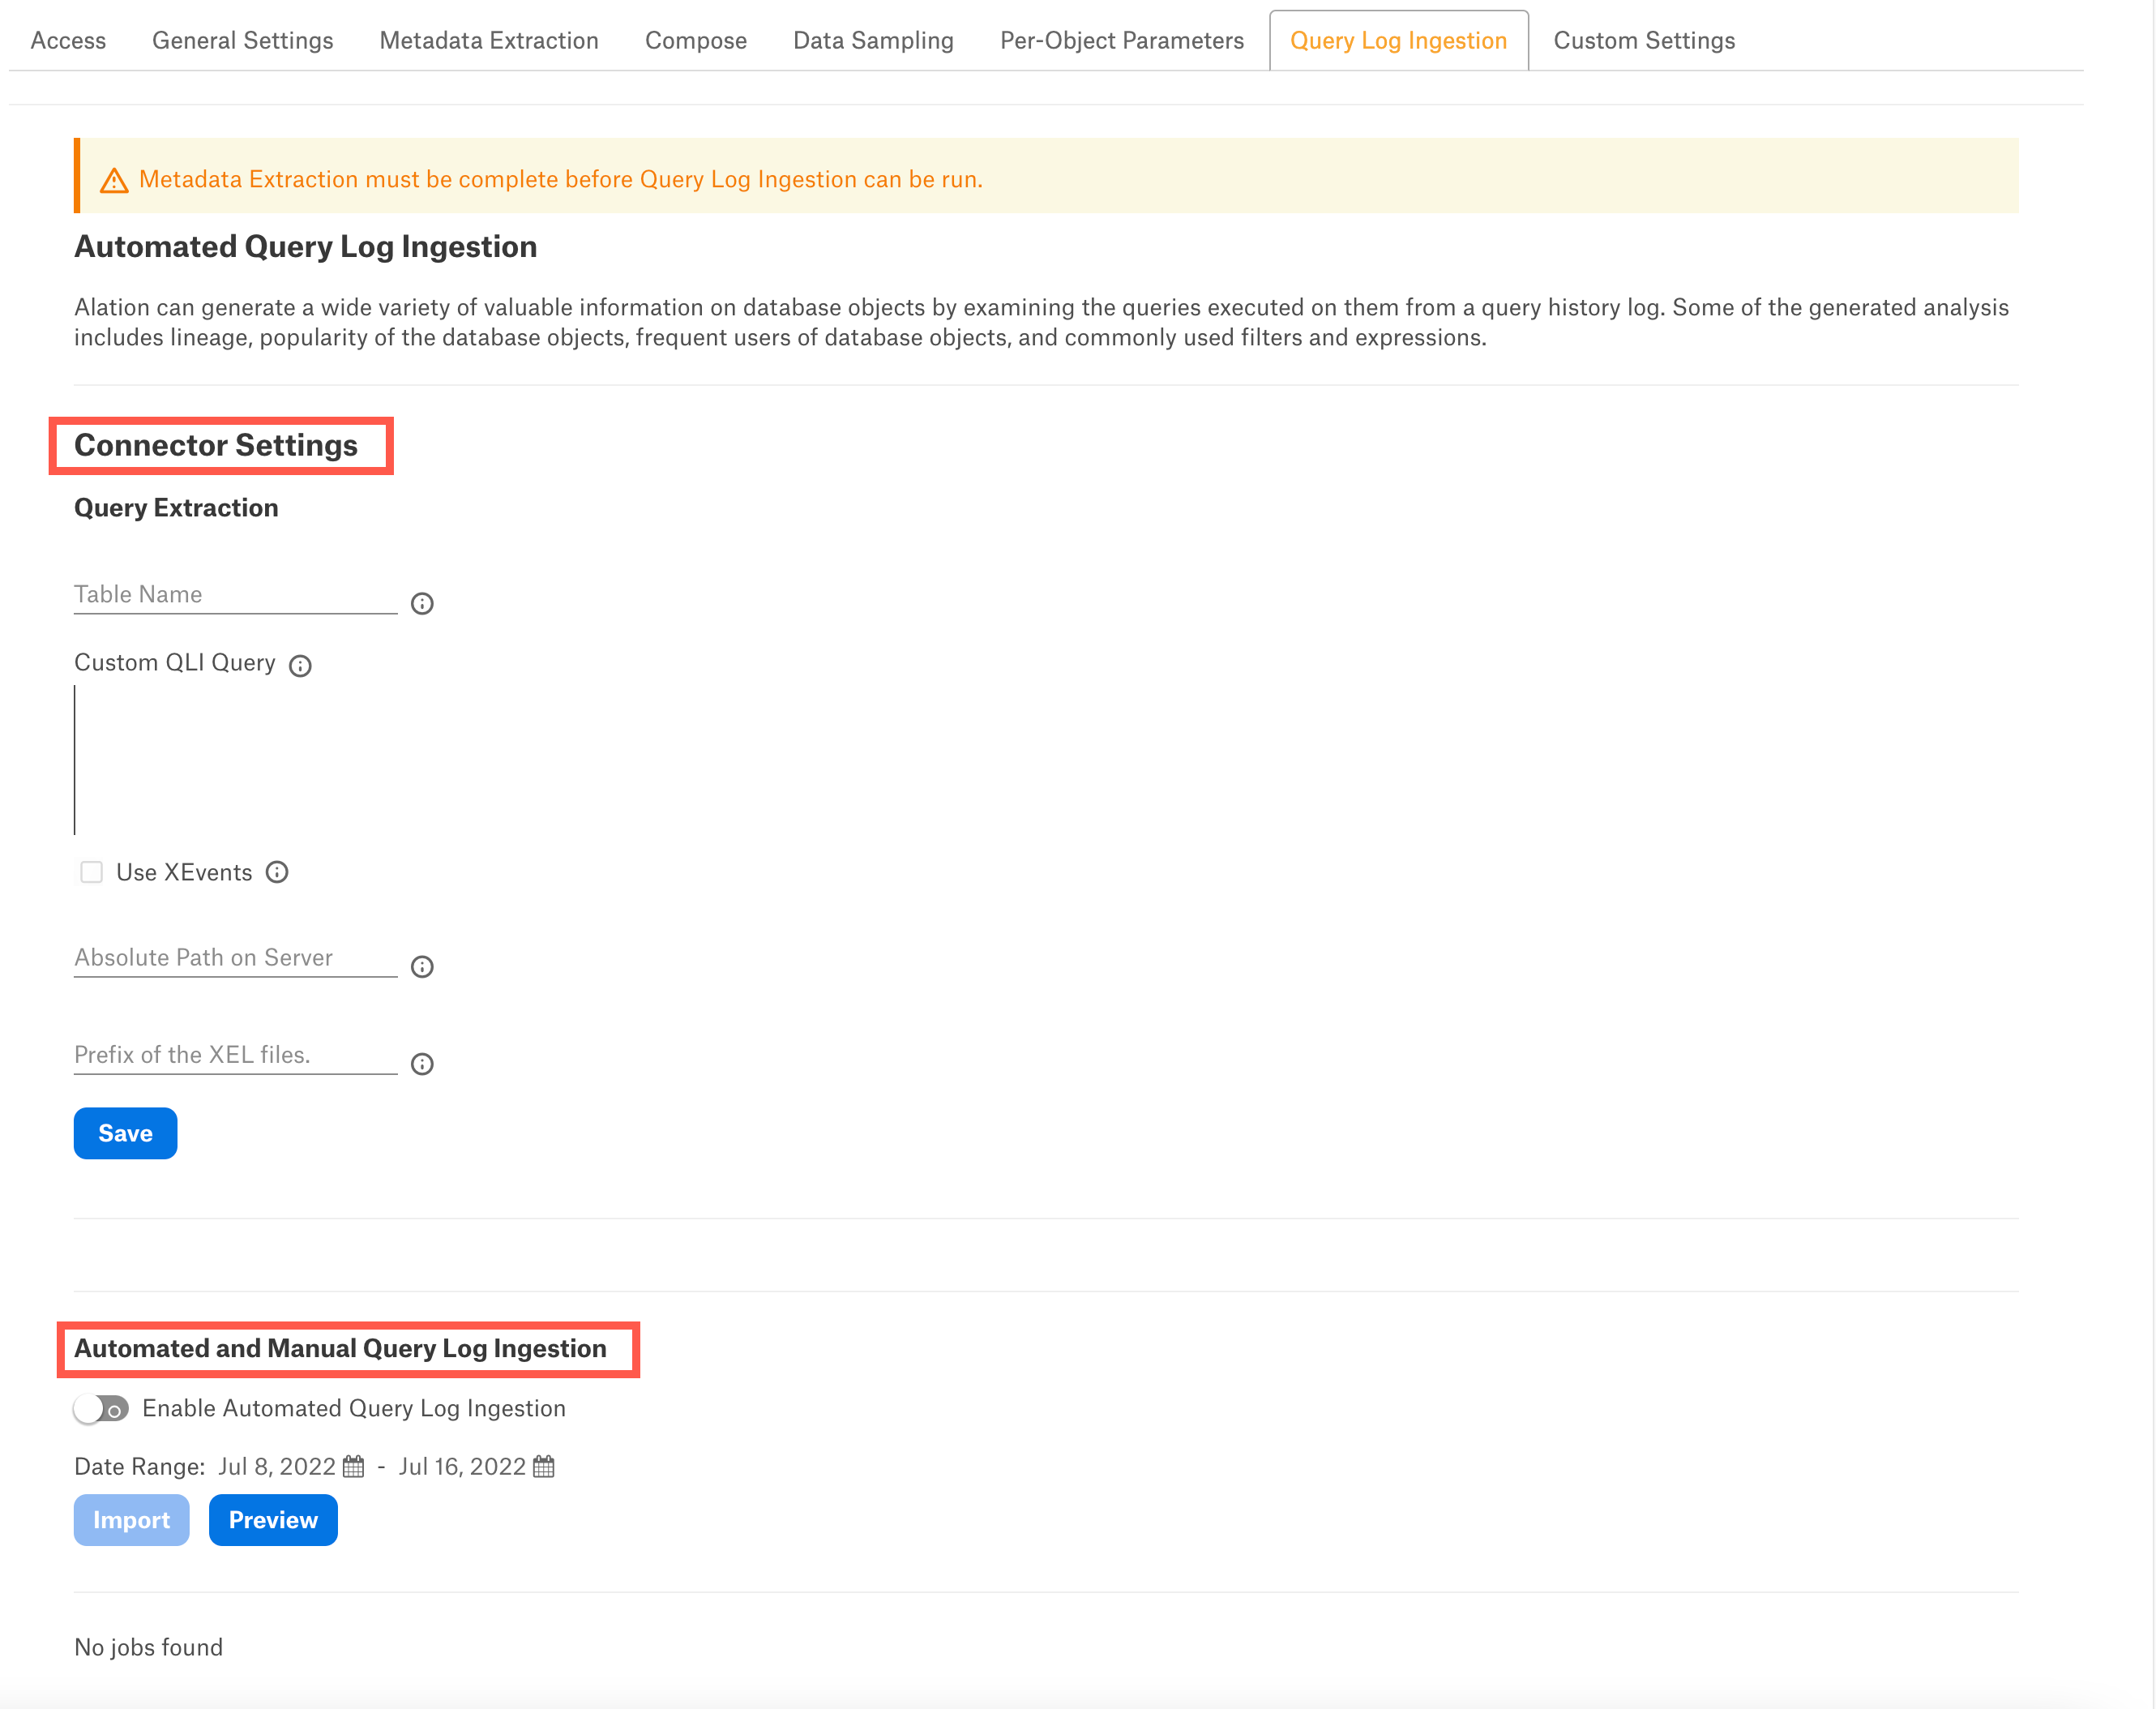 Access General Settings Metadata Extraction Compose Data Sampling Per-Object Parameters Query Log Ingestion Custom Settings
Metadata Extraction must be complete before Query Log Ingestion can be run.
Automated Query Log Ingestion
Alation can generate a wide variety of valuable information on database objects by examining the queries executed on them from a query history log. Some of the generated analysis
includes lineage, popularity of the database objects, frequent users of database objects, and commonly used filters and expressions.
Connector Settings
Query Extraction
Table Name
Custom QLI Query
Use XEvents
Absolute Path on Server
Prefix of the XEL files.
Save
Automated and Manual Query Log Ingestion
Enable Automated Query Log Ingestion
Date Range: Jul 8, 2022 - Jul 16, 2022
Import Preview
No jobs found